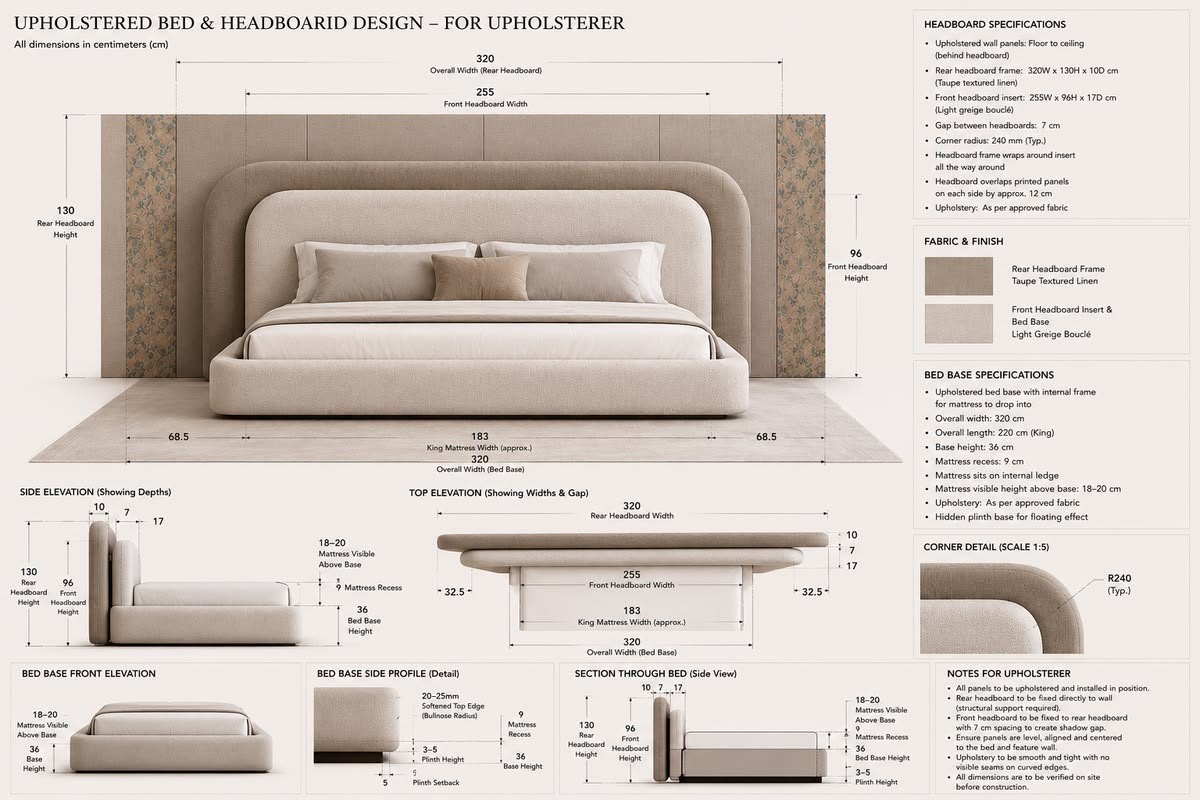 UPHOLSTERED BED & HEADBOARID DESIGN – FOR UPHOLSTERER
All dimensions in centimeters (cm)
320
Overall Width (Rear Headboard)
255
Front Headboard Width
130
Rear Headboard
Height
96
Front Headboard
Height
68.5
183
68.5
King Mattress Width (approx.)
320
Overall Width (Bed Base)
SIDE ELEVATION (Showing Depths)
10
7
17
130
Rear
Headboard
Height
96
Front
Headboard
Height
18–20
Mattress Visible
Above Base
9 Mattress Recess
36
Bed Base
Height
TOP ELEVATION (Showing Widths & Gap)
320
Rear Headboard Width
10
7
17
255
Front Headboard Width
32.5
32.5
183
King Mattress Width (approx.)
320
Overall Width (Bed Base)
BED BASE FRONT ELEVATION
18–20
Mattress Visible
Above Base
36
Base
Height
BED BASE SIDE PROFILE (Detail)
20–25mm
Softened Top Edge
(Bullnose Radius)
9
Mattress
Recess
3–5
Plinth Height
36
Base Height
5
5
Plinth Setback
SECTION THROUGH BED (Side View)
10
7
17
130
Rear
Headboard
Height
96
Front
Headboard
Height
18–20
Mattress Visible
Above Base
9
Mattress Recess
36
Bed Base Height
3–5
Plinth Height
HEADBOARD SPECIFICATIONS
• Upholstered wall panels: Floor to ceiling
(behind headboard)
• Rear headboard frame: 320W x 130H x 10D cm
(Taupe textured linen)
• Front headboard insert: 255W x 96H x 17D cm
(Light greige bouclé)
• Gap between headboards: 7 cm
• Corner radius: 240 mm (Typ.)
• Headboard frame wraps around insert
all the way around
• Headboard overlaps printed panels
on each side by approx. 12 cm
• Upholstery: As per approved fabric
FABRIC & FINISH
Rear Headboard Frame
Taupe Textured Linen
Front Headboard Insert &
Bed Base
Light Greige Bouclé
BED BASE SPECIFICATIONS
• Upholstered bed base with internal frame
for mattress to drop into
• Overall width: 320 cm
• Overall length: 220 cm (King)
• Base height: 36 cm
• Mattress recess: 9 cm
• Mattress sits on internal ledge
• Mattress visible height above base: 18–20 cm
• Upholstery: As per approved fabric
• Hidden plinth base for floating effect
CORNER DETAIL (SCALE 1:5)
R240
(Typ.)
NOTES FOR UPHOLSTERER
• All panels to be upholstered and installed in position.
• Rear headboard to be fixed directly to wall
(structural support required).
• Front headboard to be fixed to rear headboard
with 7 cm spacing to create shadow gap.
• Ensure panels are level, aligned and centered
to the bed and feature wall.
• Upholstery to be smooth and tight with no
visible seams on curved edges.
• All dimensions are to be verified on site
before construction.